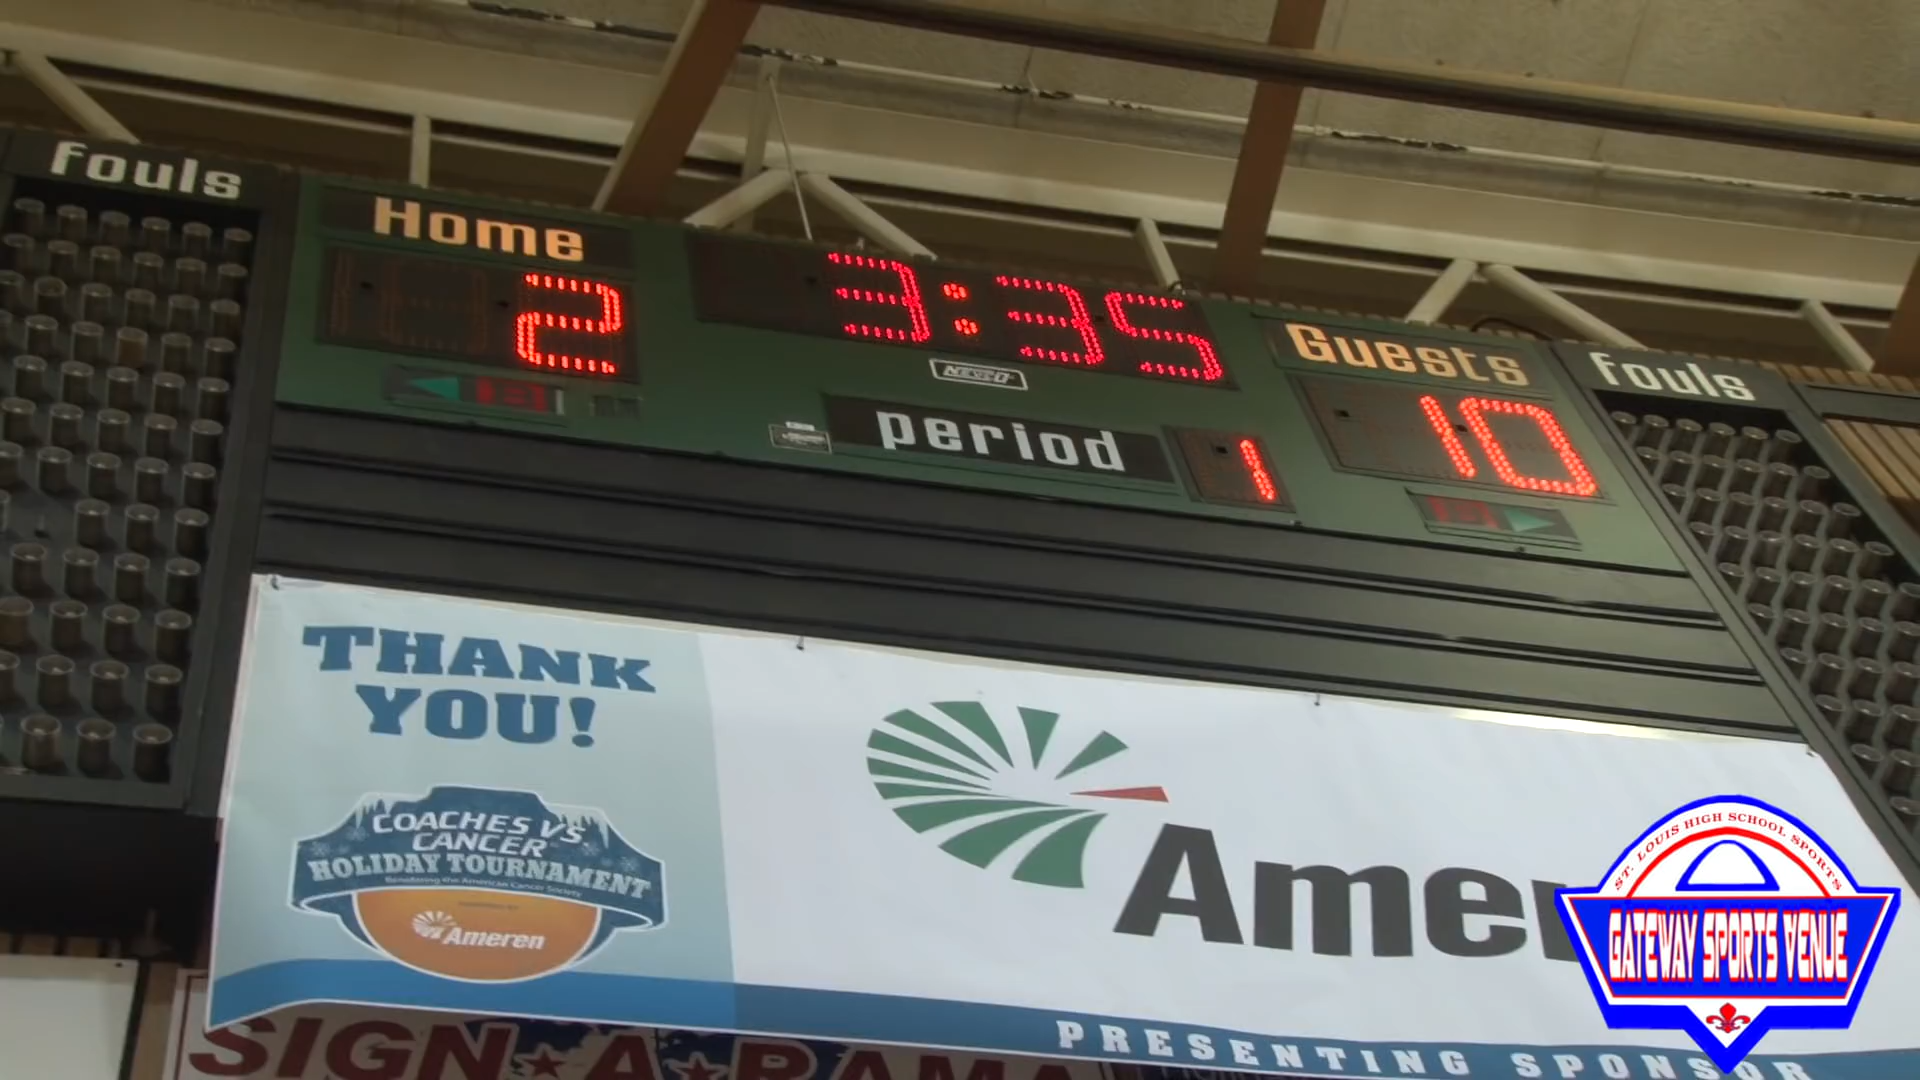 fouls
Home
2
3:35
Guests
10
fouls
NEVCO
period
1
THANK
YOU!
COACHES VS.
CANCER
HOLIDAY TOURNAMENT
Benefiting the American Cancer Society
Ameren
Amer
PRESENTING SPONSOR
SIGN★A★RAMA
ST. LOUIS HIGH SCHOOL SPORTS
GATEWAY SPORTS VENUE